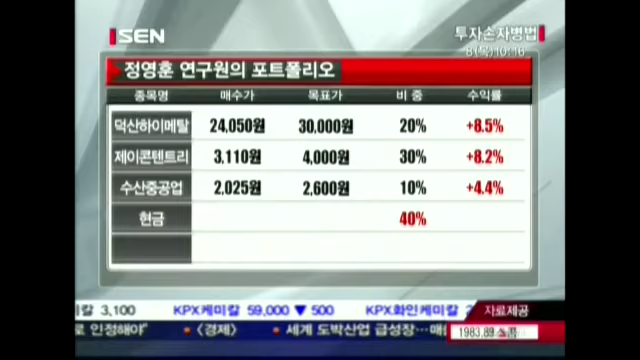 SEN
투자손자병법
8(목)10:16
정영훈 연구원의 포트폴리오
종목명 매수가 목표가 비 중 수익률
덕산하이메탈 24,050원 30,000원 20% +8.5%
제이콘텐트리 3,110원 4,000원 30% +8.2%
수산중공업 2,025원 2,600원 10% +4.4%
현금 40%
미칼 3,100 KPX케미칼 59,000 ▼ 500 KPX화인케미칼
자료제공
로 인정해야" • <경제> • 세계 도박산업 급성장…매출
1983.89